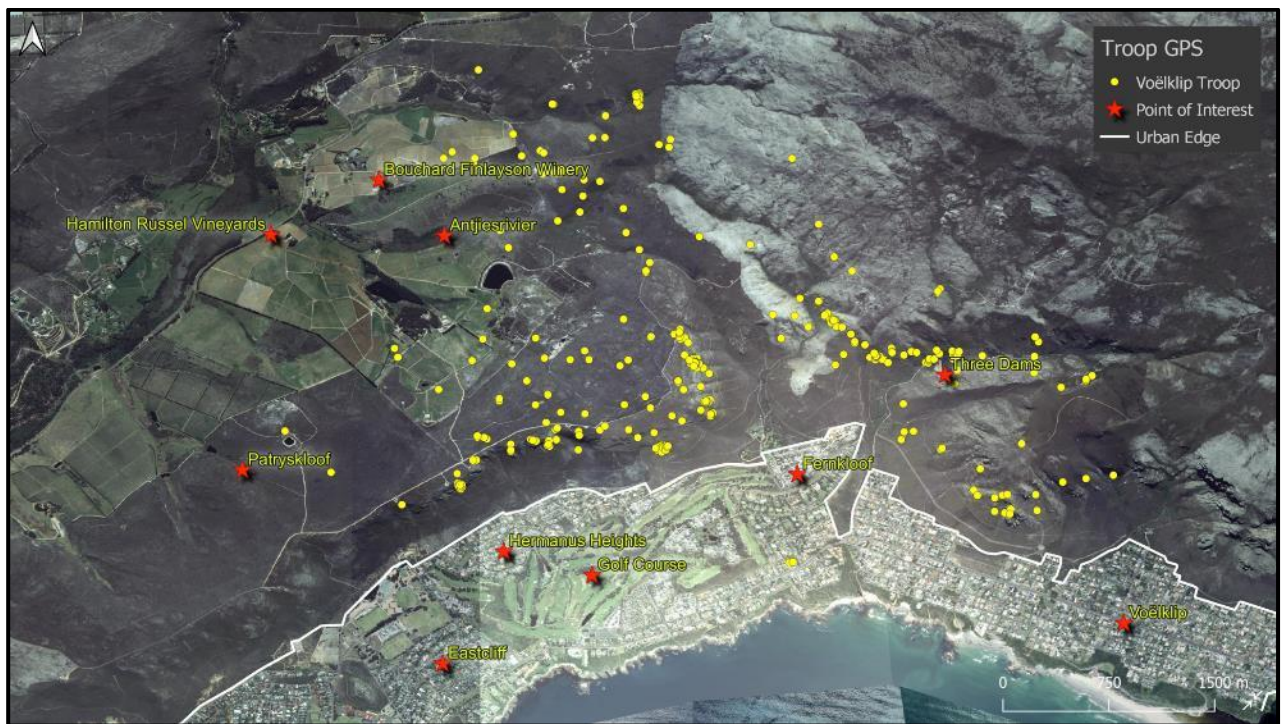 Troop GPS
Voëlklip Troop
Point of Interest
Urban Edge
Bouchard Finlayson Winery
Hamilton Russel Vineyards
Antjiesrivier
Three Dams
Patryskloof
Fernkloof
Hermanus Heights
Golf Course
Voëlklip
Eastcliff
0 750 1500 m